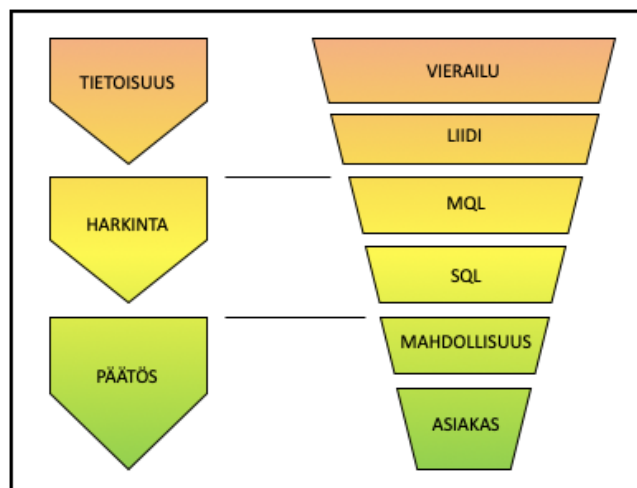 TIETOISUUS
HARKINTA
PÄÄTÖS
VIERAILU
LIIDI
MQL
SQL
MAHDOLLISUUS
ASIAKAS